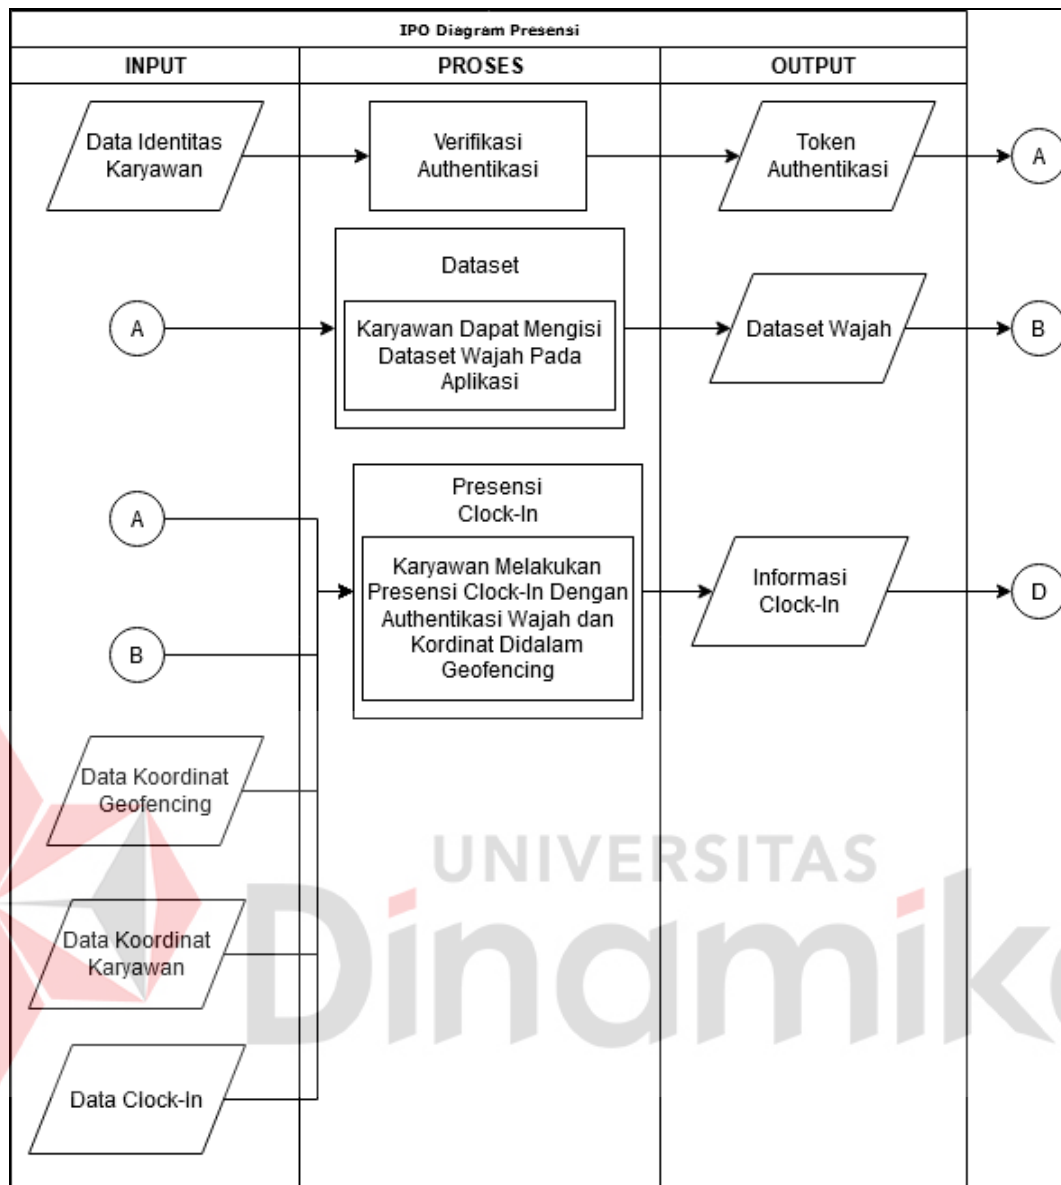 IPO Diagram Presensi
INPUT
PROSES
OUTPUT
Data Identitas
Karyawan
Verifikasi
Authentikasi
Token
Authentikasi
A
A
Dataset
Karyawan Dapat Mengisi
Dataset Wajah Pada
Aplikasi
Dataset Wajah
B
A
B
Presensi
Clock-In
Karyawan Melakukan
Presensi Clock-In Dengan
Authentikasi Wajah dan
Kordinat Didalam
Geofencing
Informasi
Clock-In
D
Data Koordinat
Geofencing
Data Koordinat
Karyawan
Data Clock-In
UNIVERSITAS
Dinamika